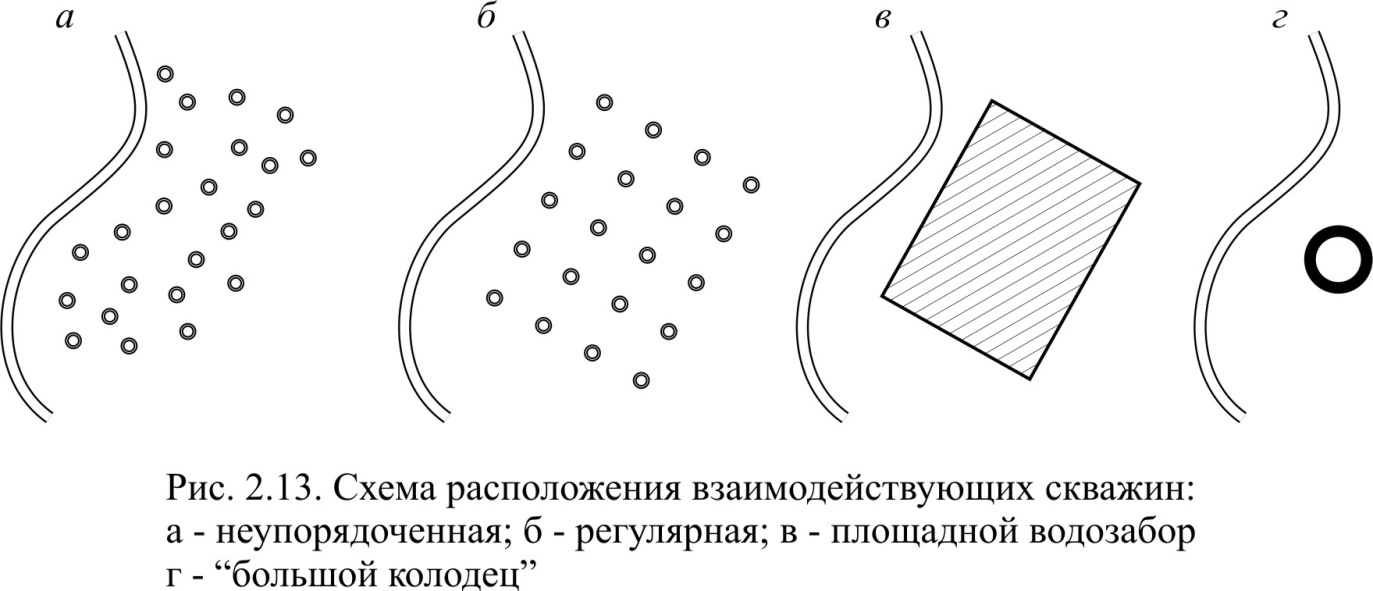 а б в г
Рис. 2.13. Схема расположения взаимодействующих скважин:
а - неупорядоченная; б - регулярная; в - площадной водозабор
г - “большой колодец”